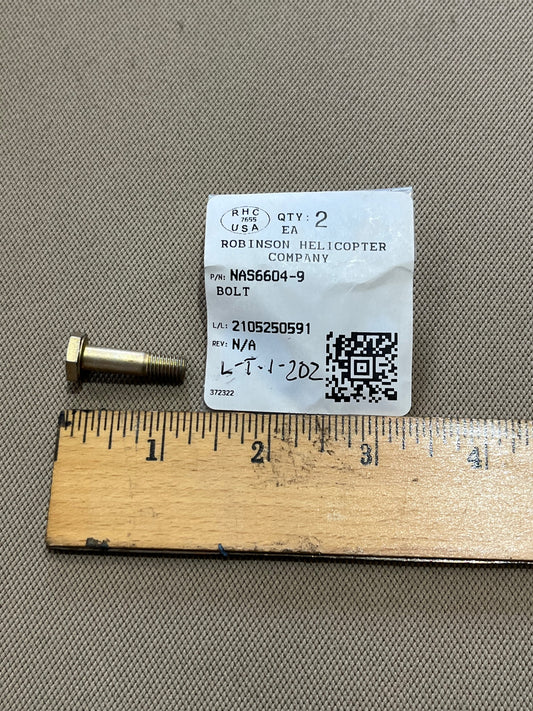 RHC
7655
USA
QTY: 2
EA
ROBINSON HELICOPTER
COMPANY
P/N: NAS6604-9
BOLT
L/L: 2105250591
REV: N/A
L-T-1-202
372322
1 2 3 4